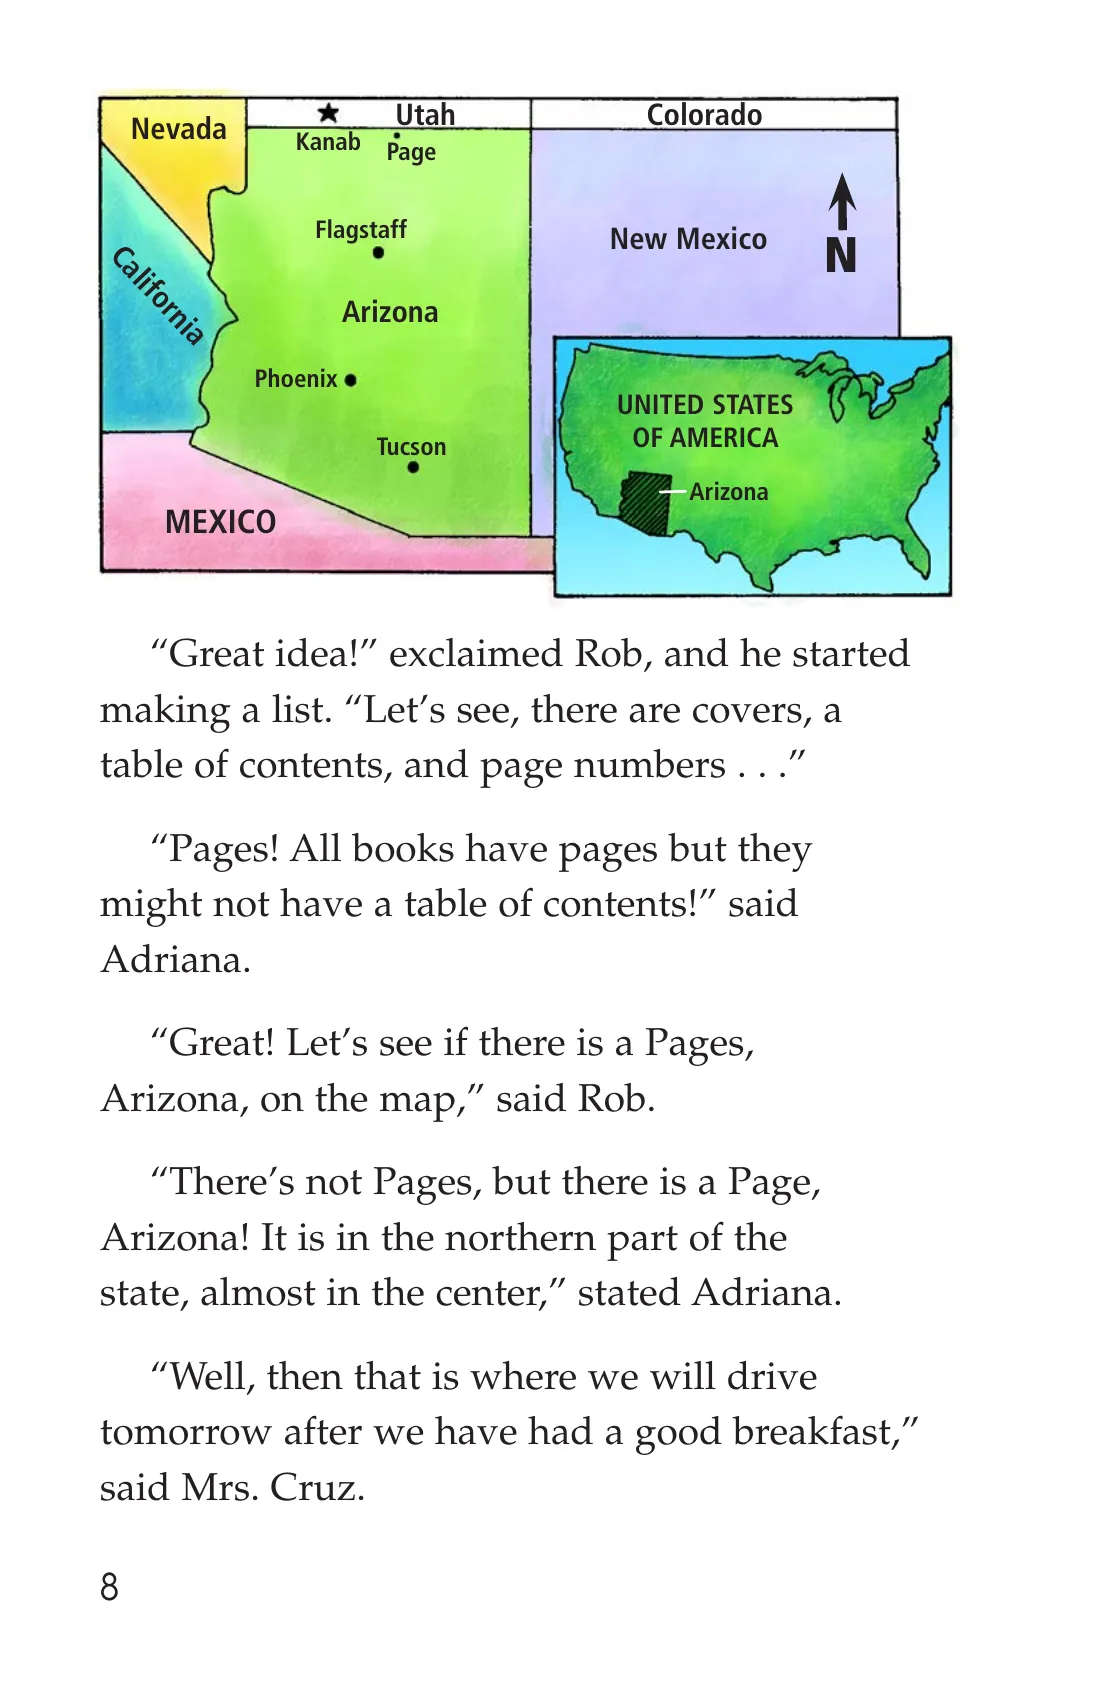 Nevada
Utah
Colorado
Kanab
Page
Flagstaff
New Mexico
N
California
Arizona
Phoenix
Tucson
MEXICO
UNITED STATES
OF AMERICA
Arizona
“Great idea!” exclaimed Rob, and he started
making a list. “Let’s see, there are covers, a
table of contents, and page numbers . . .”
“Pages! All books have pages but they
might not have a table of contents!” said
Adriana.
“Great! Let’s see if there is a Pages,
Arizona, on the map,” said Rob.
“There’s not Pages, but there is a Page,
Arizona! It is in the northern part of the
state, almost in the center,” stated Adriana.
“Well, then that is where we will drive
tomorrow after we have had a good breakfast,”
said Mrs. Cruz.
8